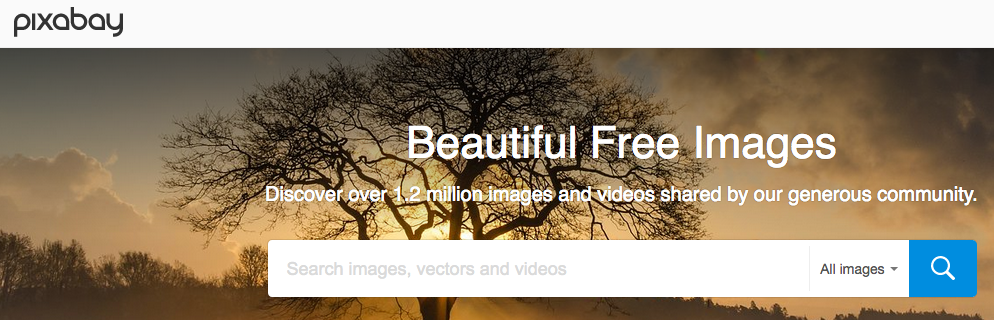 pixabay
Beautiful Free Images
Discover over 1.2 million images and videos shared by our generous community.
Search images, vectors and videos
All images